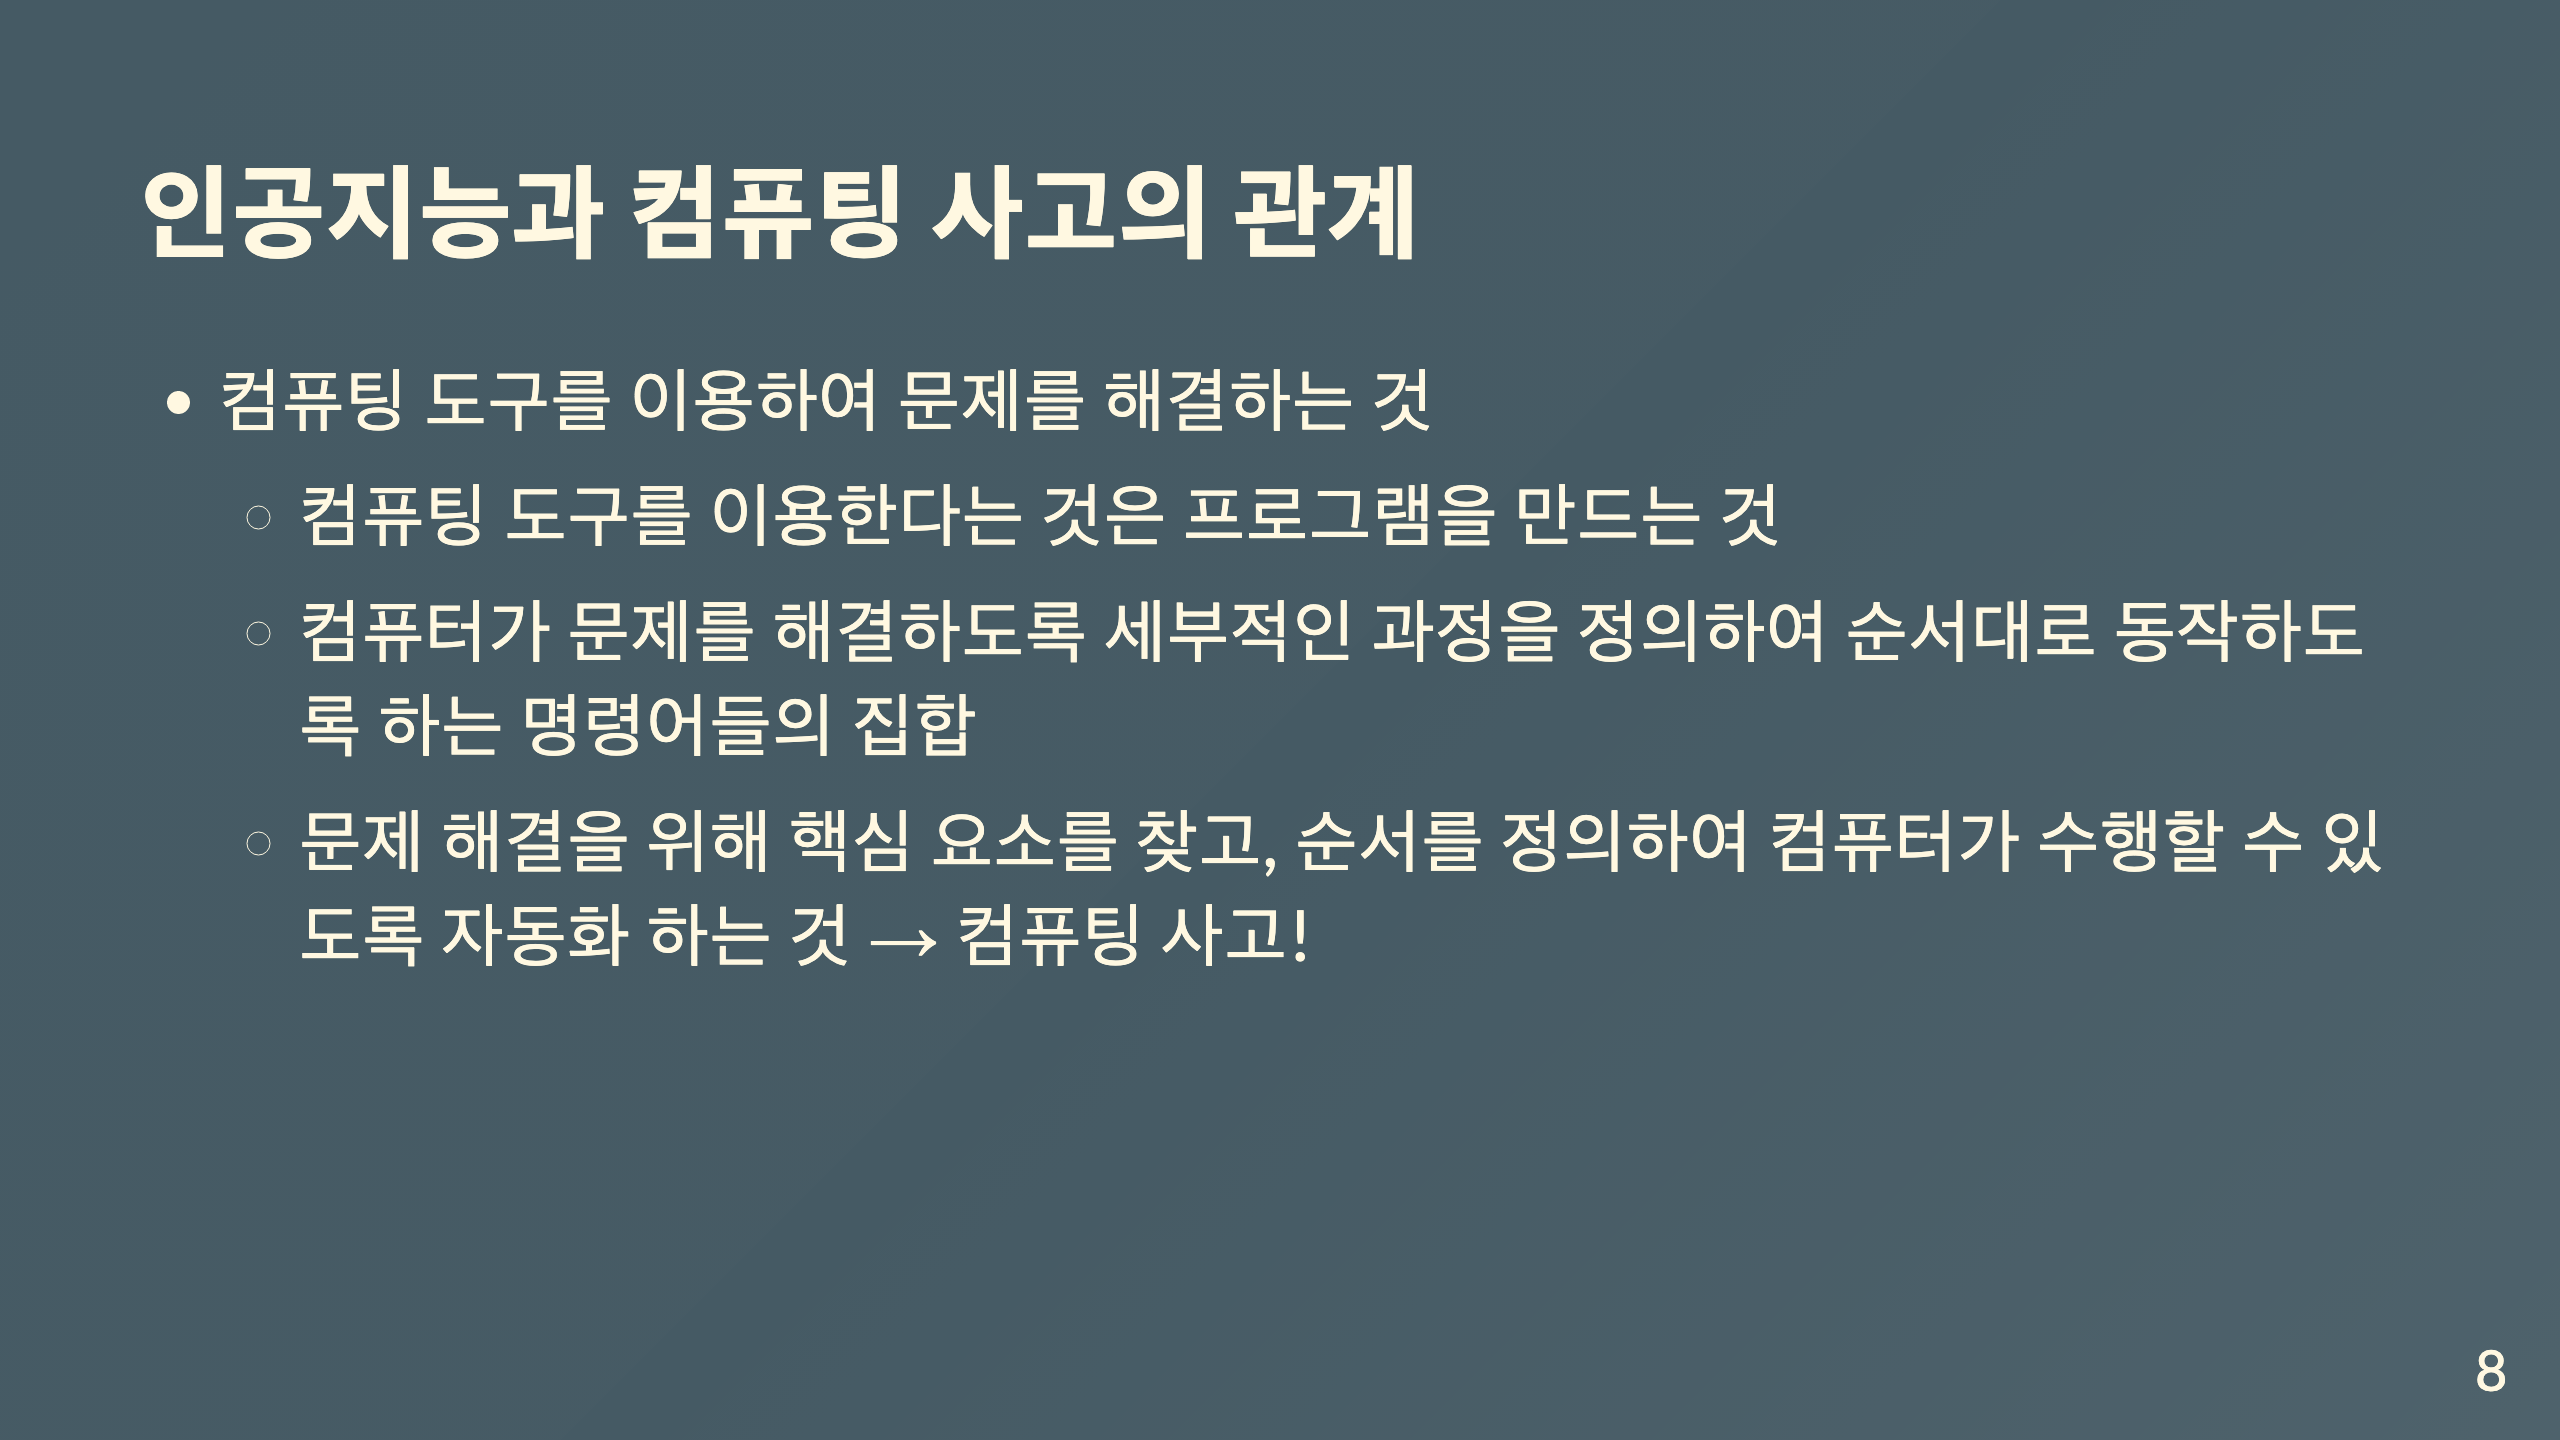 인공지능과 컴퓨팅 사고의 관계
• 컴퓨팅 도구를 이용하여 문제를 해결하는 것
○ 컴퓨팅 도구를 이용한다는 것은 프로그램을 만드는 것
○ 컴퓨터가 문제를 해결하도록 세부적인 과정을 정의하여 순서대로 동작하도
록 하는 명령어들의 집합
○ 문제 해결을 위해 핵심 요소를 찾고, 순서를 정의하여 컴퓨터가 수행할 수 있
도록 자동화 하는 것 → 컴퓨팅 사고!
8